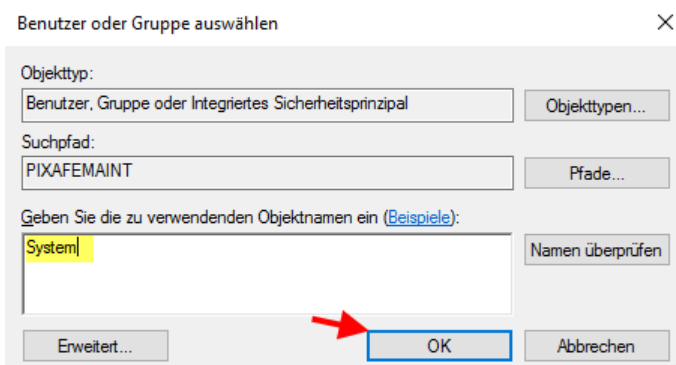 Benutzer oder Gruppe auswählen
Objekttyp:
Benutzer, Gruppe oder Integriertes Sicherheitsprinzipal
Objekttypen...
Suchpfad:
PIXAFEMAINT
Pfade...
Geben Sie die zu verwendenden Objektnamen ein (Beispiele):
System
Namen überprüfen
Erweitert...
OK
Abbrechen